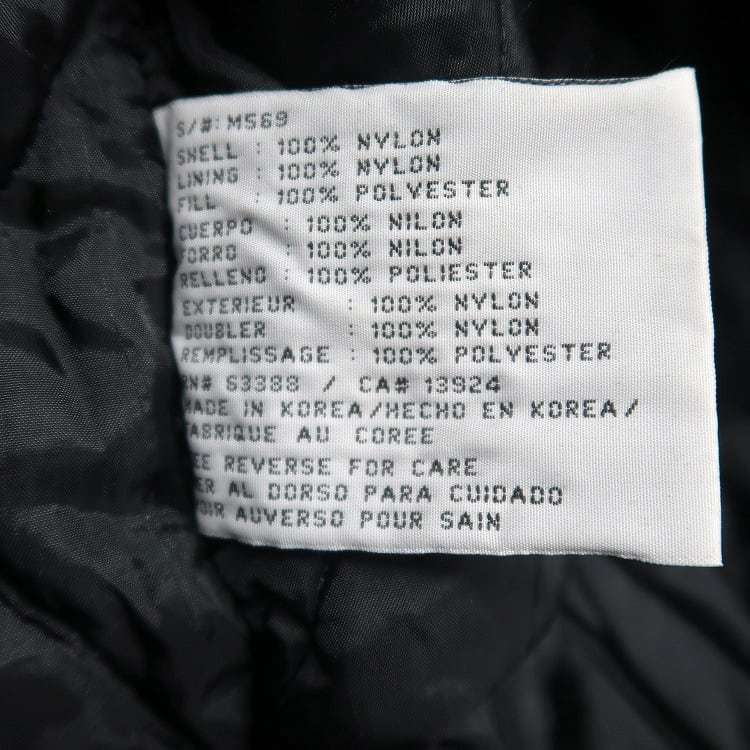 S/#: M569
SHELL : 100% NYLON
LINING : 100% NYLON
FILL : 100% POLYESTER
CUERPO : 100% NILON
FORRO : 100% NILON
RELLENO : 100% POLIESTER
EXTERIEUR : 100% NYLON
DOUBLER : 100% NYLON
REMPLISSAGE : 100% POLYESTER
RN# 63388 / CA# 13924
MADE IN KOREA/HECHO EN KOREA/
FABRIQUE AU COREE
SEE REVERSE FOR CARE
VER AL DORSO PARA CUIDADO
VOIR AUVERSO POUR SAIN